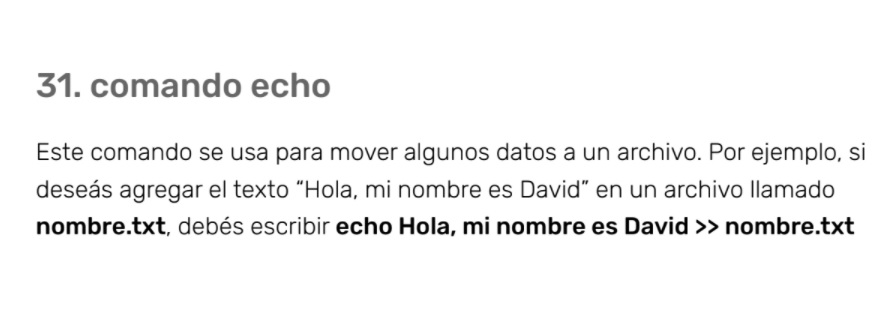 31. comando echo
Este comando se usa para mover algunos datos a un archivo. Por ejemplo, si
deseás agregar el texto “Hola, mi nombre es David” en un archivo llamado
nombre.txt, debés escribir echo Hola, mi nombre es David >> nombre.txt